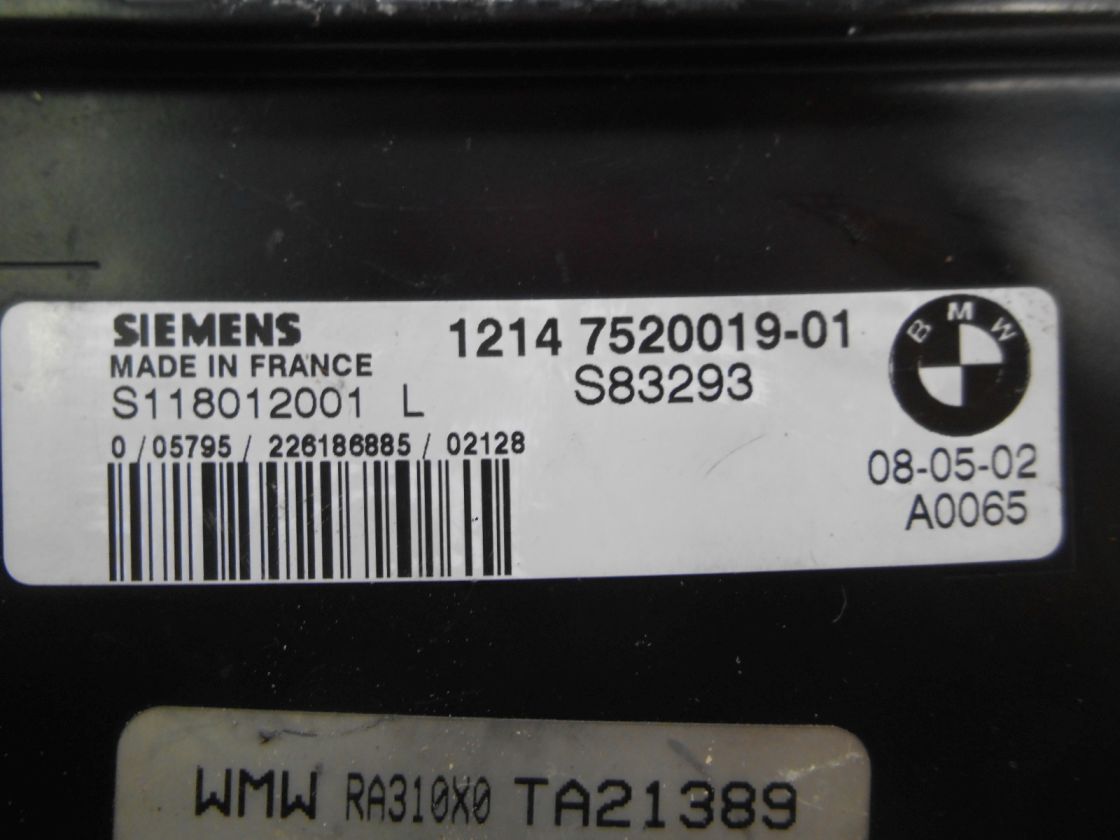 SIEMENS 1214 7520019-01 BMW
MADE IN FRANCE S83293
S118012001 L
0 / 05795 / 226186885 / 02128 08-05-02
A0065
WMW RA310X0 TA21389